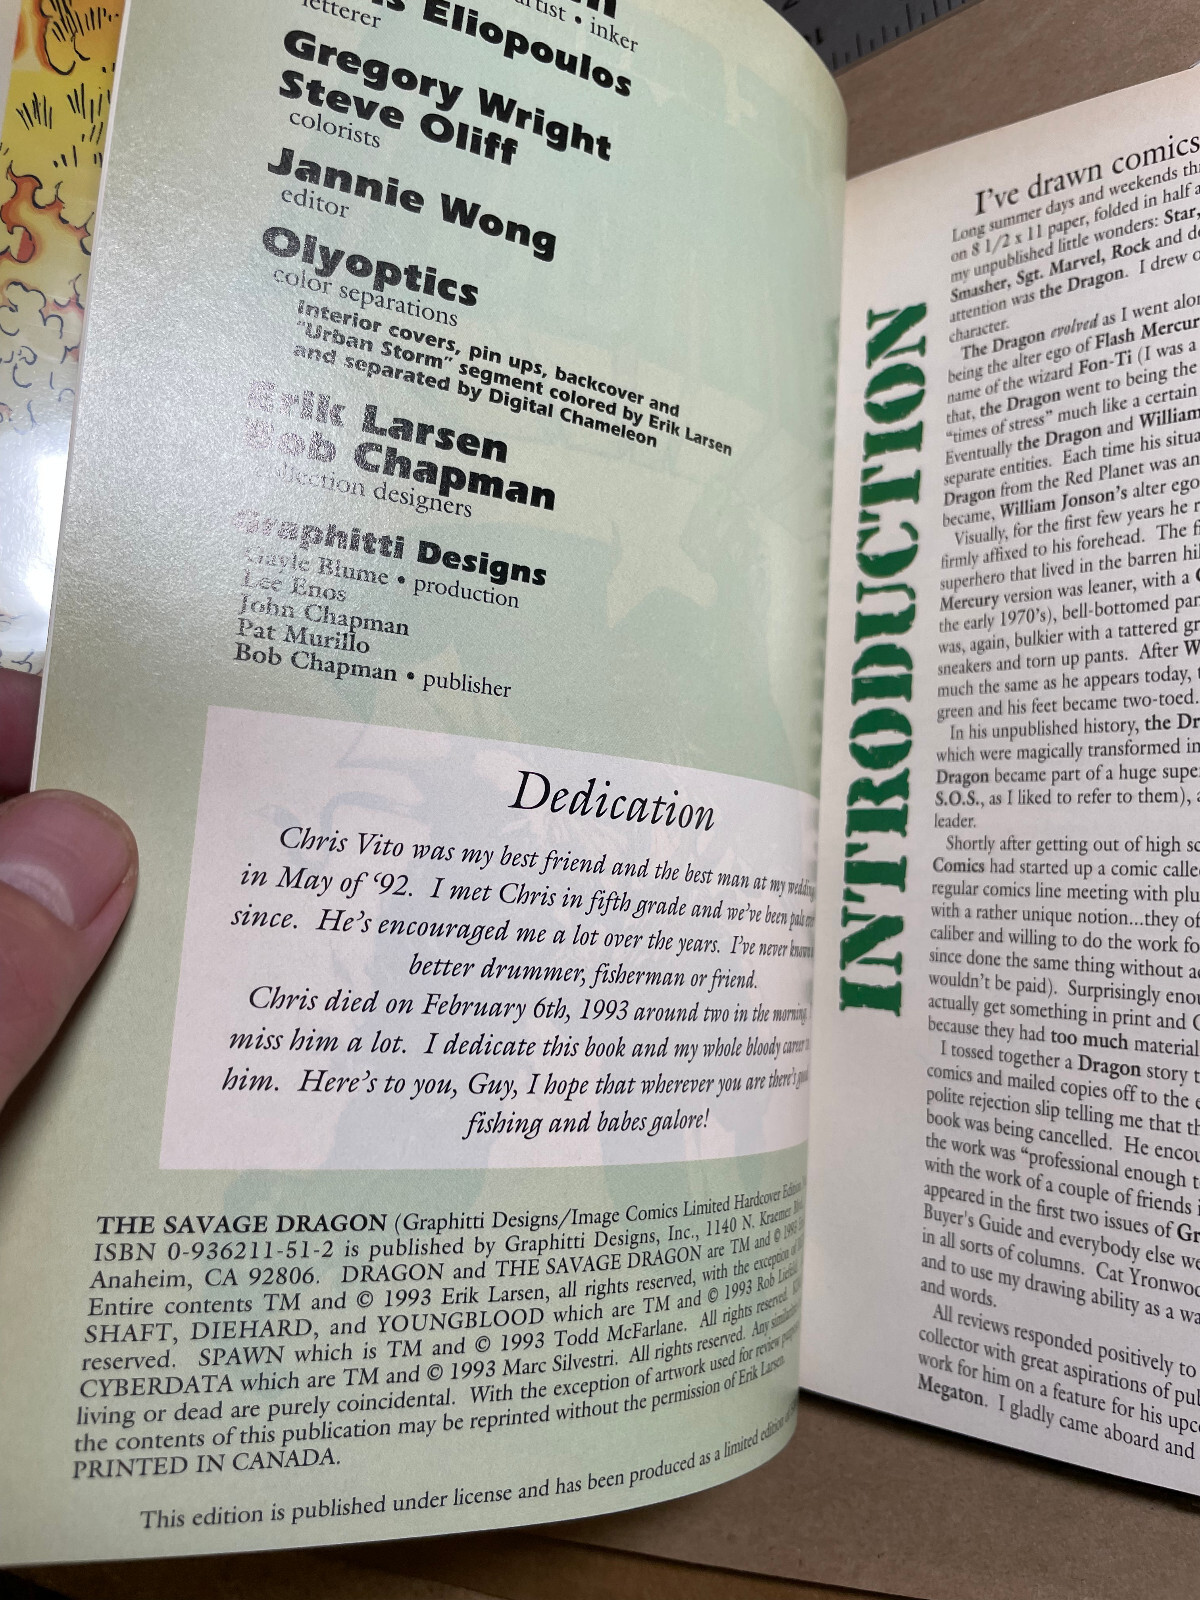 artist • inker
Eliopoulos
letterer
Gregory Wright
Steve Oliff
colorists
Jannie Wong
editor
Olyoptics
color separations
Interior covers, pin ups, backcover and
"Urban Storm" segment colored by Erik Larsen
and separated by Digital Chameleon
Erik Larsen
Bob Chapman
collection designers
Graphitti Designs
Gayle Blume • production
Lee Enos
John Chapman
Pat Murillo
Bob Chapman • publisher
Dedication
Chris Vito was my best friend and the best man at my wedding
in May of '92. I met Chris in fifth grade and we've been pals ever
since. He's encouraged me a lot over the years. I've never known
better drummer, fisherman or friend.
Chris died on February 6th, 1993 around two in the morning.
miss him a lot. I dedicate this book and my whole bloody career
him. Here's to you, Guy, I hope that wherever you are there's good
fishing and babes galore!
THE SAVAGE DRAGON (Graphitti Designs/Image Comics Limited Hardcover Edition,
ISBN 0-936211-51-2 is published by Graphitti Designs, Inc., 1140 N. Kraemer
Anaheim, CA 92806. DRAGON and THE SAVAGE DRAGON are TM and © 1993
Entire contents TM and © 1993 Erik Larsen, all rights reserved, with the exception of
SHAFT, DIEHARD, and YOUNGBLOOD which are TM and © 1993 Rob Liefeld
reserved. SPAWN which is TM and © 1993 Todd McFarlane. All rights reserved.
CYBERDATA which are TM and © 1993 Marc Silvestri. All rights reserved. Any similarities
living or dead are purely coincidental. With the exception of artwork used for review purposes
the contents of this publication may be reprinted without the permission of Erik Larsen
PRINTED IN CANADA.
This edition is published under license and has been produced as a limited edition of
INTRODUCTION
I've drawn comics
Long summer days and weekends
on 8 1/2 x 11 paper, folded in half
my unpublished little wonders: Star,
Smasher, Sgt. Marvel, Rock and
attention was the Dragon. I drew
character.
The Dragon evolved as I went
being the alter ego of Flash
name of the wizard Fon-Ti (I was a
that, the Dragon went to being the
"times of stress" much like a certain
Eventually the Dragon and William
separate entities. Each time his
Dragon from the Red Planet was
became, William Jonson's alter ego
Visually, for the first few years he
firmly affixed to his forehead. The
superhero that lived in the barren
Mercury version was leaner, with a
the early 1970's), bell-bottomed
was, again, bulkier with a tattered
sneakers and torn up pants. After
much the same as he appears today,
green and his feet became two-toed.
In his unpublished history, the
which were magically transformed
Dragon became part of a huge
S.O.S., as I liked to refer to them),
leader.
Shortly after getting out of high
Comics had started up a comic
regular comics line meeting with
with a rather unique notion...they
caliber and willing to do the work
since done the same thing without
wouldn't be paid). Surprisingly
actually get something in print and
because they had too much material
I tossed together a Dragon story
comics and mailed copies off to the
polite rejection slip telling me that
book was being cancelled. He
the work was "professional enough
with the work of a couple of friends
appeared in the first two issues of
Buyer's Guide and everybody else
in all sorts of columns. Cat
and to use my drawing ability as a
and words.
All reviews responded positively to
collector with great aspirations of
work for him on a feature for his
Megaton. I gladly came aboard and